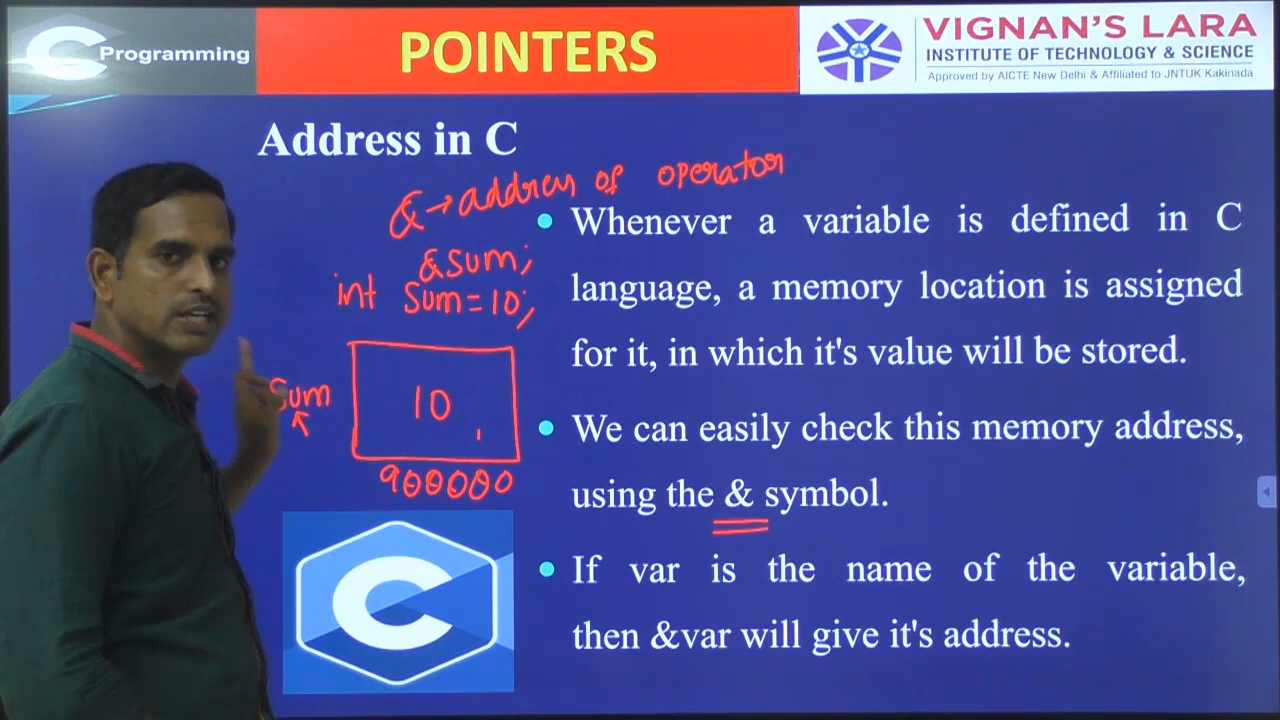 C Programming
POINTERS
VIGNAN'S LARA
INSTITUTE OF TECHNOLOGY & SCIENCE
Approved by AICTE New Delhi & Affiliated to JNTUK Kakinada
Address in C
& → address of operator
&sum;
int Sum=10;
Sum
10
900000
• Whenever a variable is defined in C
language, a memory location is assigned
for it, in which it's value will be stored.
• We can easily check this memory address,
using the & symbol.
• If var is the name of the variable,
then &var will give it's address.
C